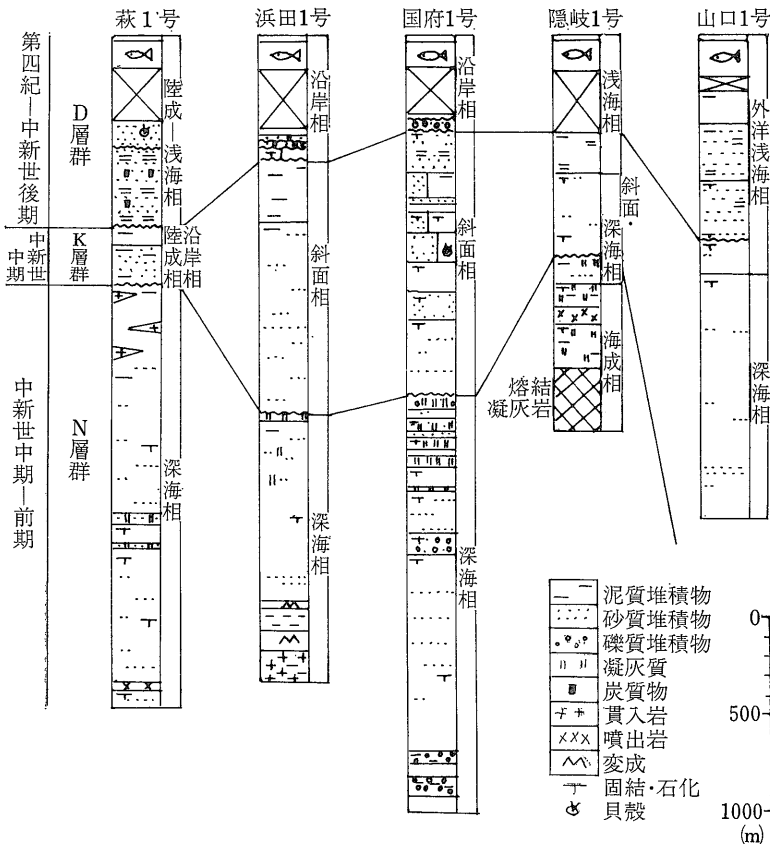 萩1号
浜田1号
国府1号
隠岐1号
山口1号
第四紀―中新世後期
D層群
中新世中期
K層群
中新世中期―前期
N層群
陸成―浅海相
陸成相
沿岸相
深海相
沿岸相
斜面相
深海相
沿岸相
斜面相
深海相
浅海相
斜面・
深海相
海成相
熔結
凝灰岩
外洋浅海相
深海相
泥質堆積物
砂質堆積物
礫質堆積物
凝灰質
炭質物
貫入岩
噴出岩
変成
固結・石化
貝殻
0
500
1000
(m)